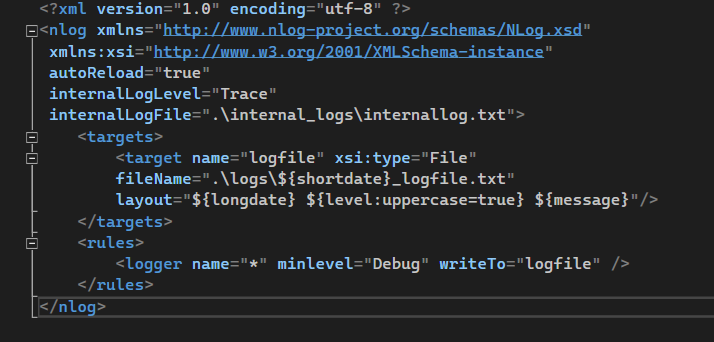 <?xml version="1.0" encoding="utf-8" ?>
<nlog xmlns="http://www.nlog-project.org/schemas/NLog.xsd"
xmlns:xsi="http://www.w3.org/2001/XMLSchema-instance"
autoReload="true"
internalLogLevel="Trace"
internalLogFile=".\internal_logs\internallog.txt">
<targets>
<target name="logfile" xsi:type="File"
fileName=".\logs\${shortdate}_logfile.txt"
layout="${longdate} ${level:uppercase=true} ${message}"/>
</targets>
<rules>
<logger name="*" minlevel="Debug" writeTo="logfile" />
</rules>
</nlog>